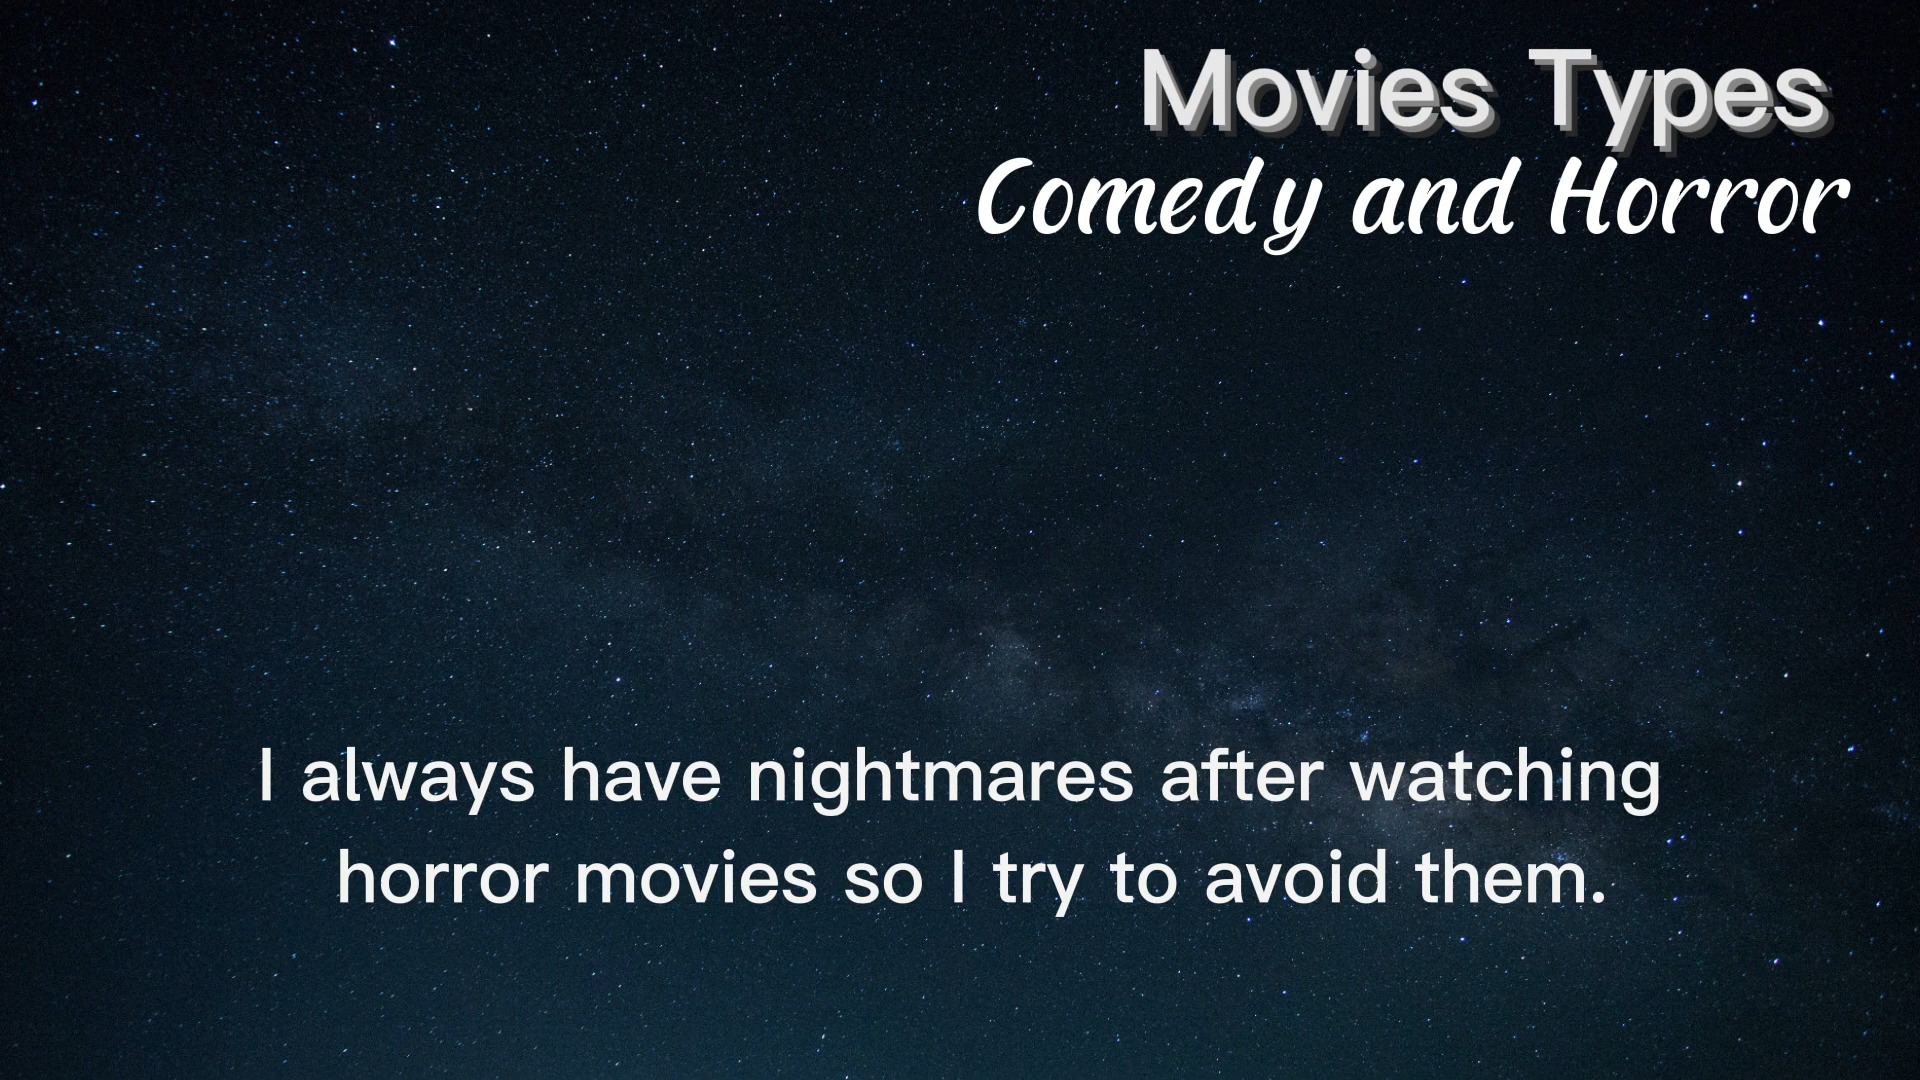 Movies Types
Comedy and Horror
I always have nightmares after watching
horror movies so I try to avoid them.